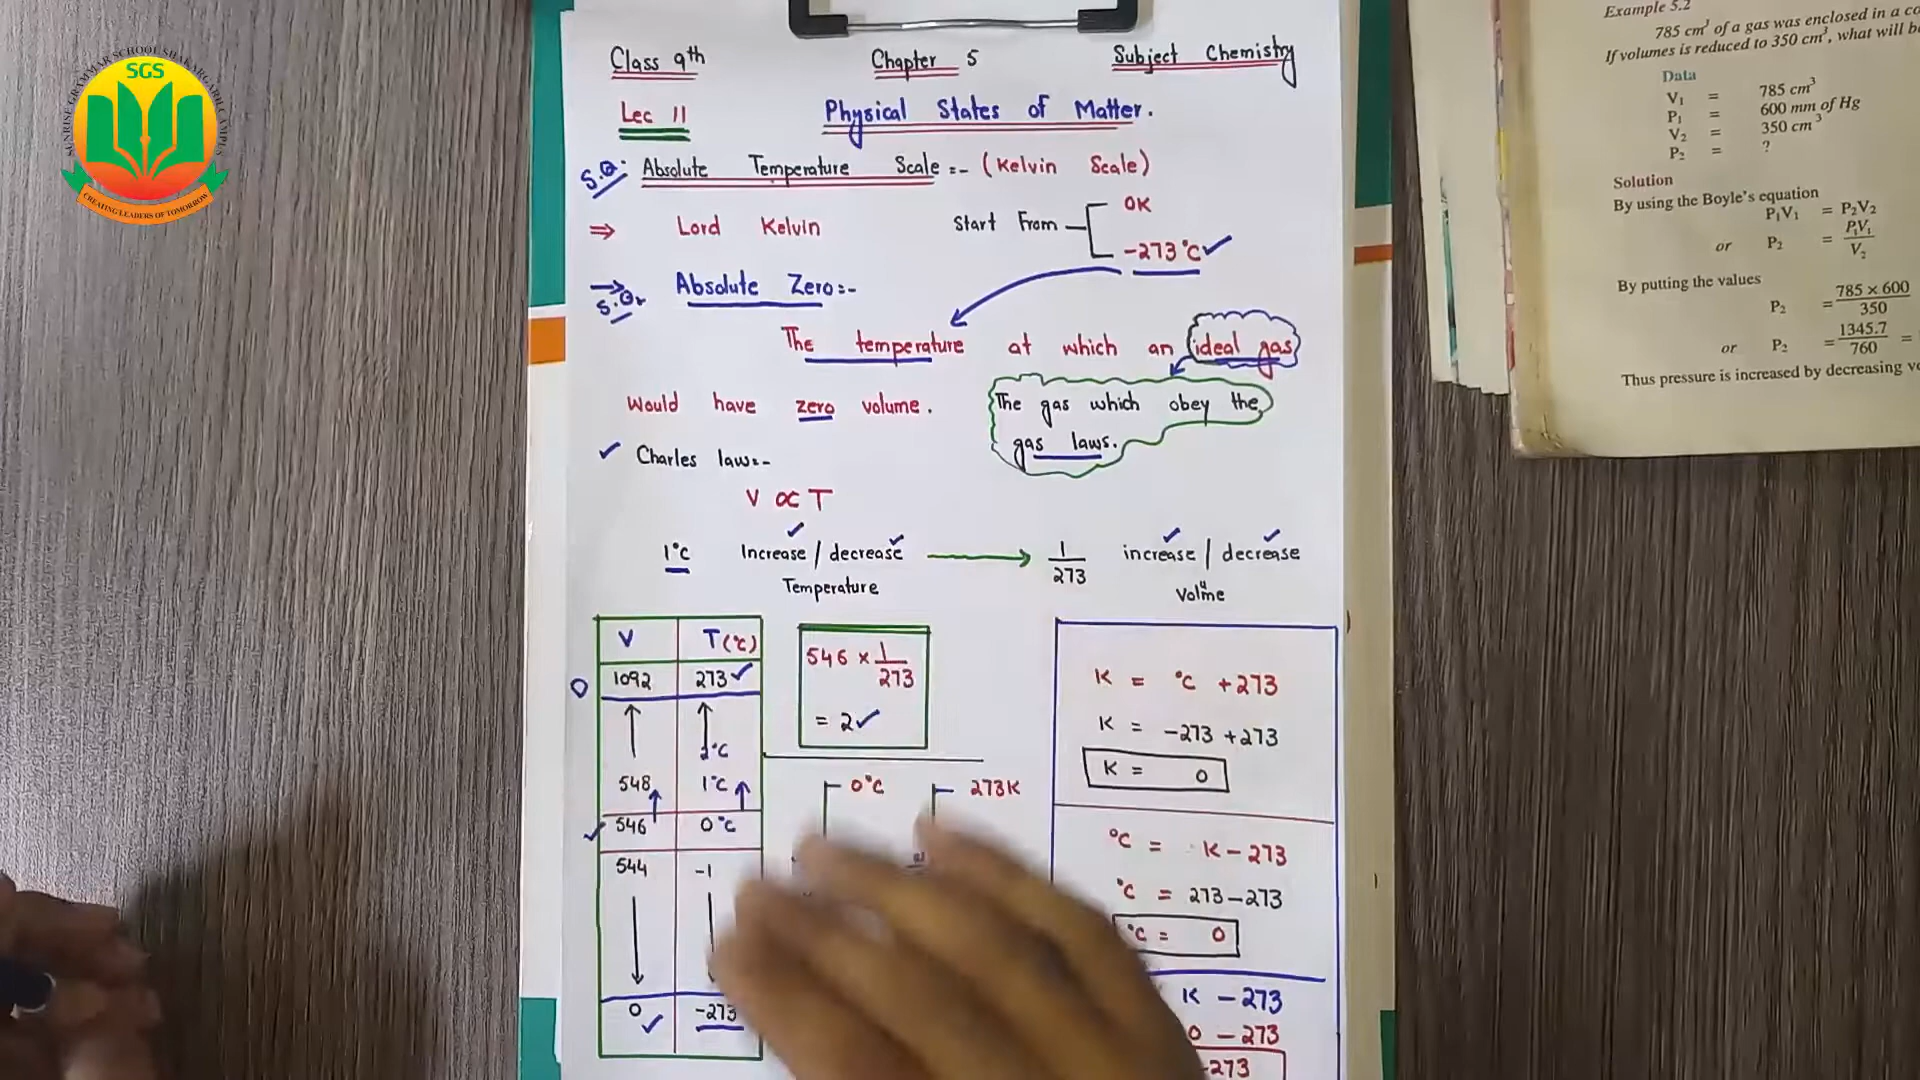 SUNRISE GRAMMAR SCHOOL SHAKARGARH CAMPUS
SGS
CREATING LEADERS OF TOMORROW
Class 9th Chapter 5 Subject Chemistry
Lec 11 Physical States of Matter.
S.Q: Absolute Temperature Scale :- (Kelvin Scale)
⇒ Lord Kelvin Start From 0K
-273°C ✓
→ S.Q. Absolute Zero:-
The temperature at which an ideal gas
would have zero volume.
The gas which obey the
gas laws.
✓ Charles law:-
V ∝ T
1°C Increase / decrease → 1/273 increase / decrease
Temperature Volume
V T(°C)
1092 273 ✓
2°C
548 1°C
✓ 546 0°C
544 -1
0 ✓ -273
546 × 1/273
= 2 ✓
0°C 273K
K = °C + 273
K = -273 + 273
K = 0
°C = K - 273
°C = 273 - 273
°C = 0
K - 273
0 - 273
-273
Example 5.2
785 cm³ of a gas was enclosed in a
If volumes is reduced to 350 cm³, what will
Data
V₁ = 785 cm³
P₁ = 600 mm of Hg
V₂ = 350 cm³
P₂ = ?
Solution
By using the Boyle's equation
P₁V₁ = P₂V₂
or P₂ = P₁V₁/V₂
By putting the values
P₂ = 785 × 600/350
or P₂ = 1345.7/760 =
Thus pressure is increased by decreasing